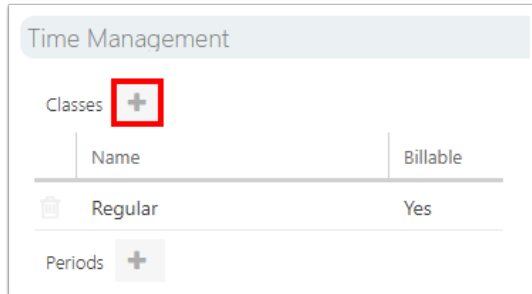 Time Management
Classes +
Name Billable
Regular Yes
Periods +